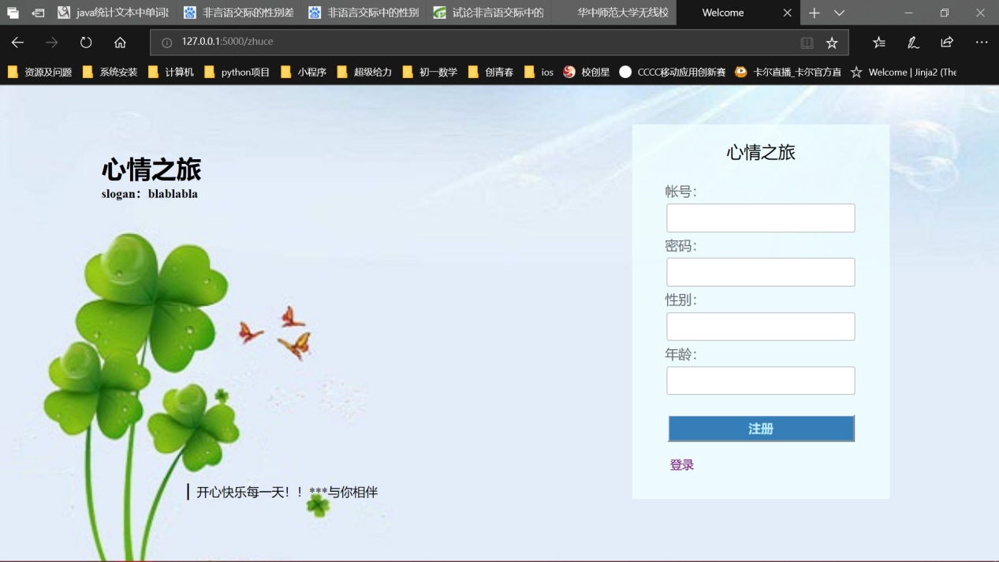 java统计文本中单词
非言语交际的性别差
非语言交际中的性别
试论非言语交际中的
华中师范大学无线校
Welcome
127.0.0.1:5000/zhuce
资源及问题
系统安装
计算机
python项目
小程序
超级给力
初一数学
创青春
ios
校创星
CCCC移动应用创新赛
卡尔直播_卡尔官方直
Welcome | Jinja2 (The
心情之旅
slogan：blablabla
开心快乐每一天！！***与你相伴
心情之旅
帐号：
密码：
性别：
年龄：
注册
登录